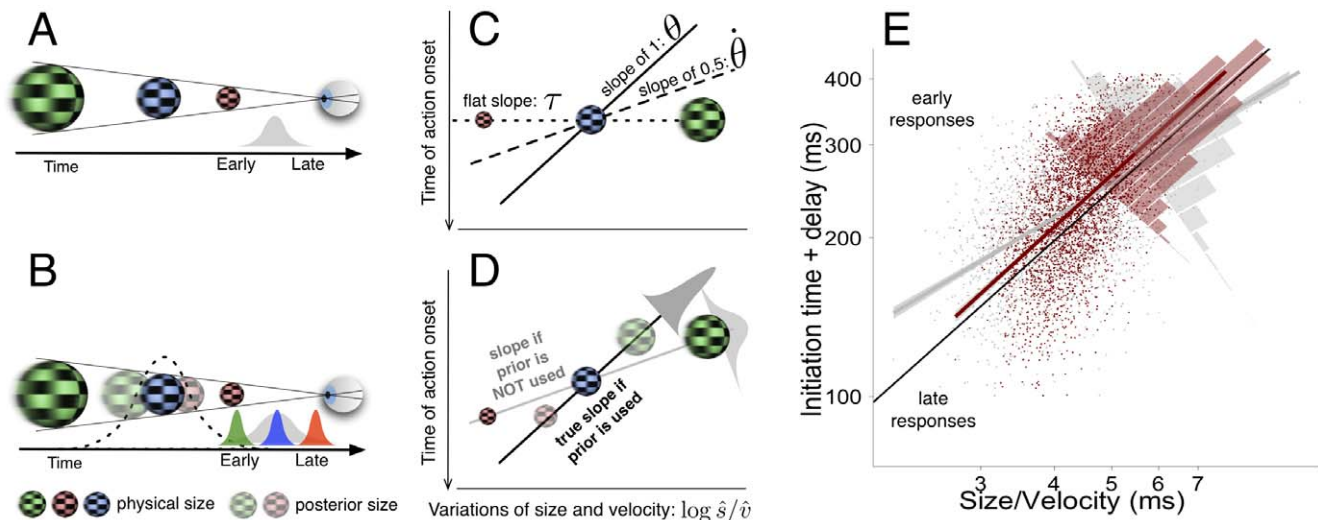 A
Time
Early
Late
B
Time
Early
Late
physical size
posterior size
C
Time of action onset
flat slope: τ
slope of 1: θ
slope of 0.5: θ̇
D
Time of action onset
slope if
prior is
NOT used
true slope if
prior is used
Variations of size and velocity: log ŝ/v̂
E
Initiation time + delay (ms)
400
300
200
100
early
responses
late
responses
3
4
5
6
7
Size/Velocity (ms)